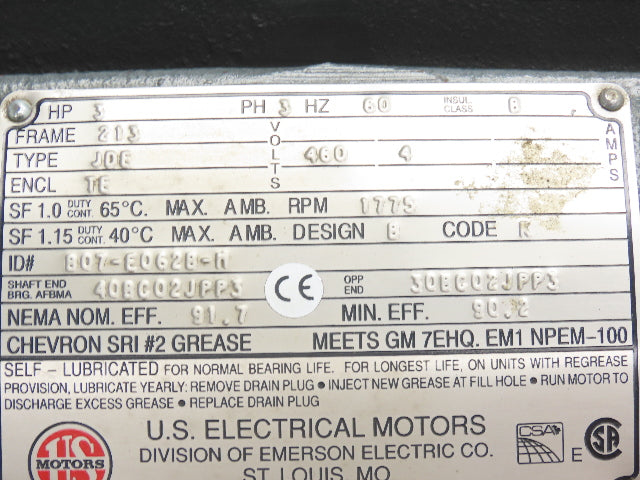 HP 3 PH 3 HZ 60 INSUL. CLASS B
FRAME 213 VOLTS AMPS
TYPE JDE 460 4
ENCL TE
SF 1.0 DUTY CONT. 65°C. MAX. AMB. RPM 1775
SF 1.15 DUTY CONT. 40°C MAX. AMB. DESIGN B CODE K
ID# B07-E062B-M
SHAFT END BRG. AFBMA 40BC02JPP3 OPP END 30BC02JPP3
CE
NEMA NOM. EFF. 91.7 MIN. EFF. 90.2
CHEVRON SRI #2 GREASE MEETS GM 7EHQ. EM1 NPEM-100
SELF - LUBRICATED FOR NORMAL BEARING LIFE. FOR LONGEST LIFE, ON UNITS WITH REGREASE
PROVISION, LUBRICATE YEARLY: REMOVE DRAIN PLUG • INJECT NEW GREASE AT FILL HOLE • RUN MOTOR TO
DISCHARGE EXCESS GREASE • REPLACE DRAIN PLUG
U.S. ELECTRICAL MOTORS
DIVISION OF EMERSON ELECTRIC CO.
ST. LOUIS, MO
US MOTORS
CSA E SA